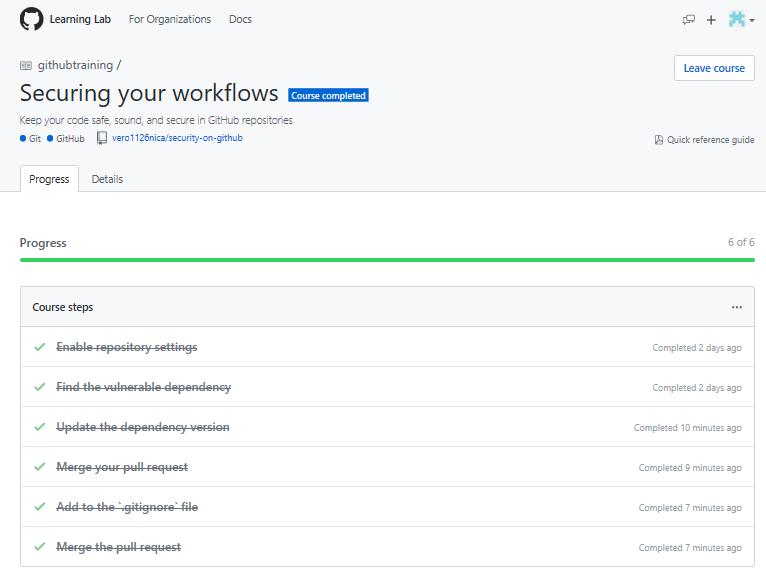 Learning Lab For Organizations Docs
githubtraining /
Leave course
Securing your workflows Course completed
Keep your code safe, sound, and secure in GitHub repositories
Git GitHub vero1126nica/security-on-github
Quick reference guide
Progress Details
Progress 6 of 6
Course steps ...
Enable repository settings Completed 2 days ago
Find the vulnerable dependency Completed 2 days ago
Update the dependency version Completed 10 minutes ago
Merge your pull request Completed 9 minutes ago
Add to the `.gitignore` file Completed 7 minutes ago
Merge the pull request Completed 7 minutes ago